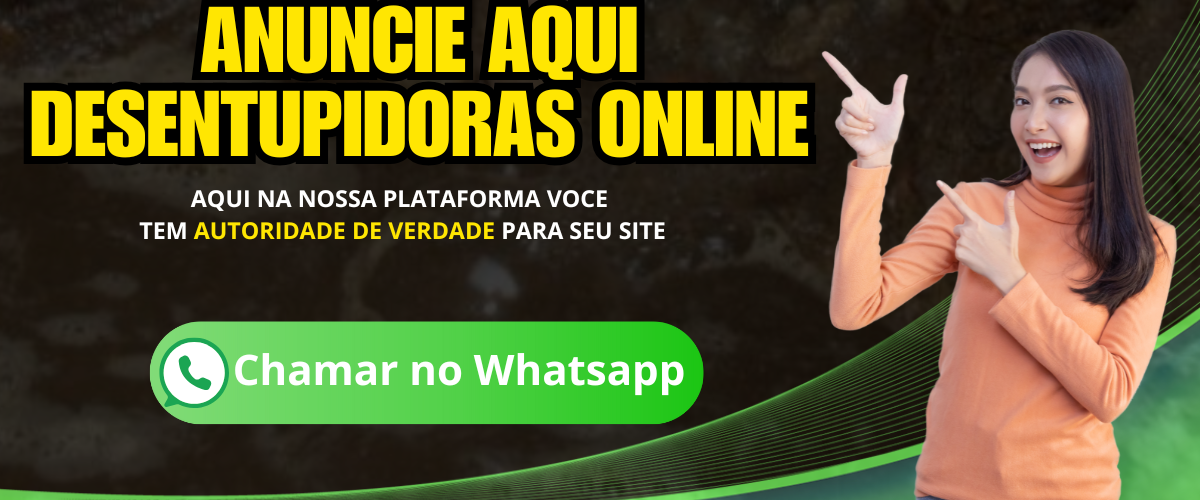 ANUNCIE AQUI
DESENTUPIDORAS ONLINE
AQUI NA NOSSA PLATAFORMA VOCE
TEM AUTORIDADE DE VERDADE PARA SEU SITE
Chamar no Whatsapp